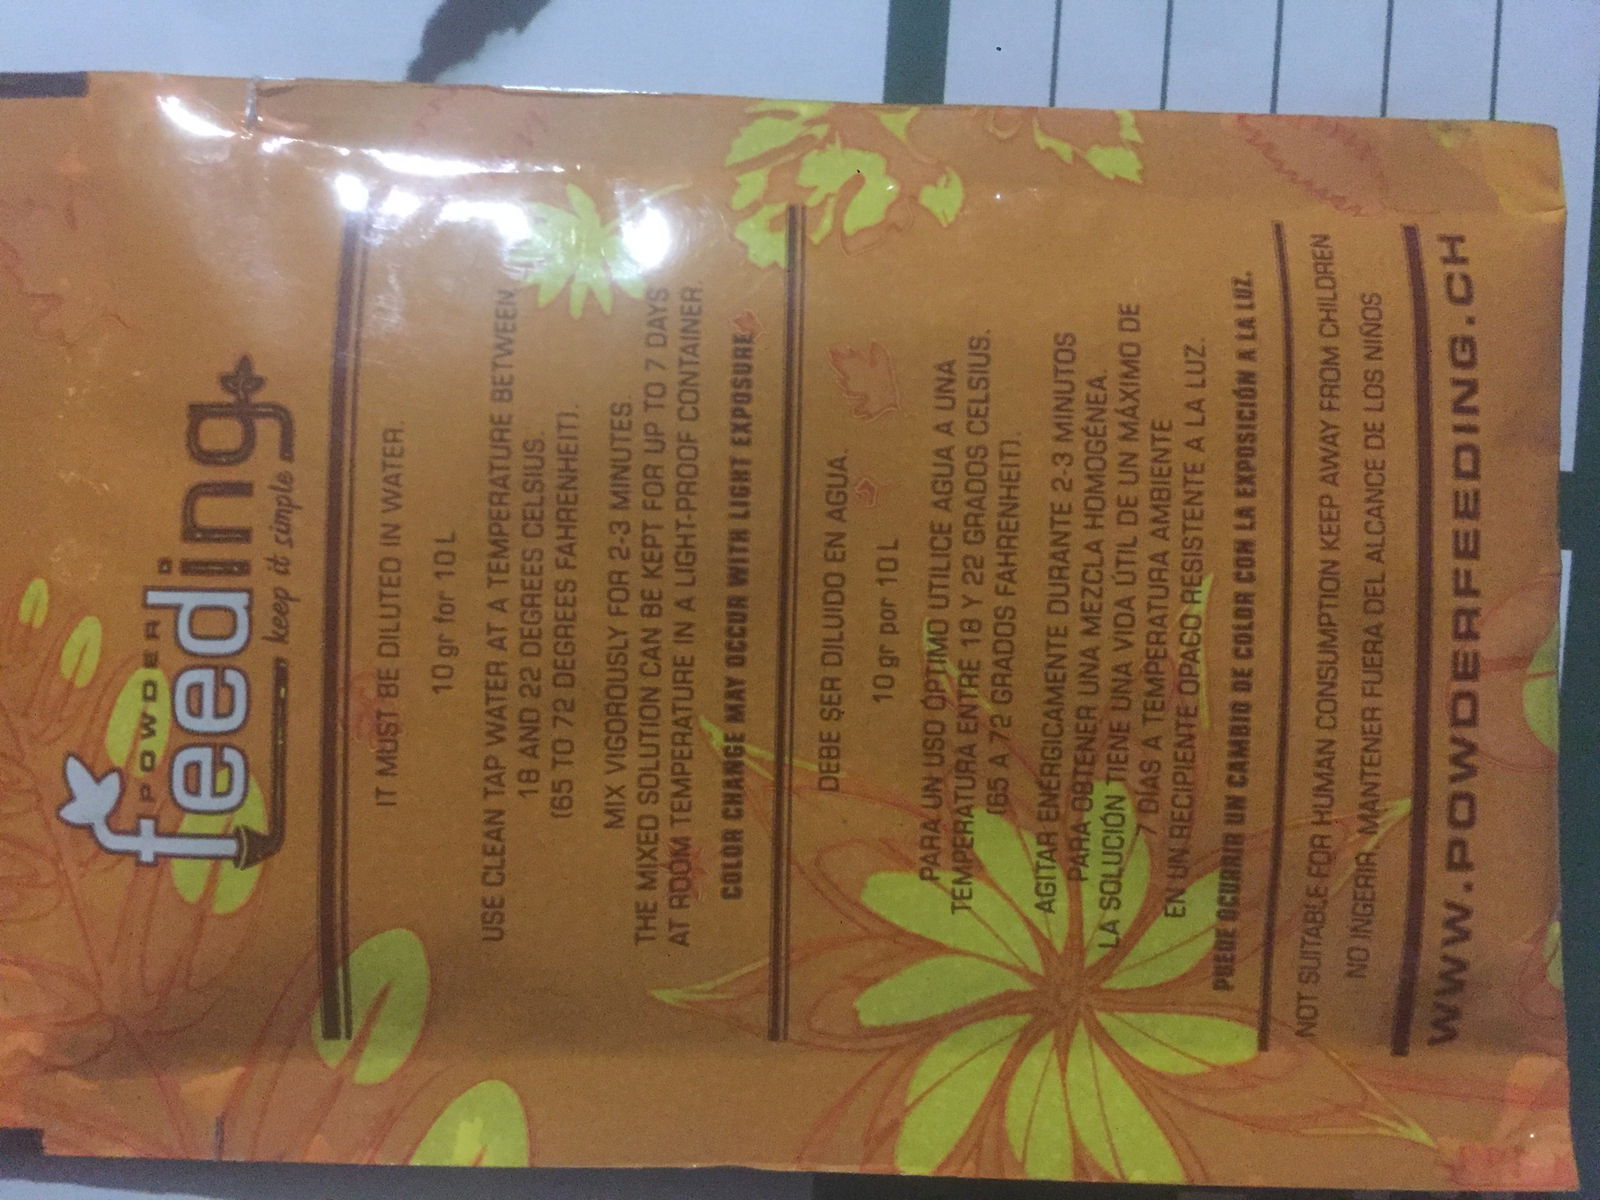 POWDER
feeding
keep it simple
IT MUST BE DILUTED IN WATER.
10 gr for 10 L
USE CLEAN TAP WATER AT A TEMPERATURE BETWEEN
18 AND 22 DEGREES CELSIUS.
(65 TO 72 DEGREES FAHRENHEIT).
MIX VIGOROUSLY FOR 2-3 MINUTES.
THE MIXED SOLUTION CAN BE KEPT FOR UP TO 7 DAYS
AT ROOM TEMPERATURE IN A LIGHT-PROOF CONTAINER.
COLOR CHANGE MAY OCCUR WITH LIGHT EXPOSURE
DEBE SER DILUIDO EN AGUA.
10 gr por 10 L
PARA UN USO ÓPTIMO UTILICE AGUA A UNA
TEMPERATURA ENTRE 18 Y 22 GRADOS CELSIUS.
(65 A 72 GRADOS FAHRENHEIT).
AGITAR ENERGICAMENTE DURANTE 2-3 MINUTOS
PARA OBTENER UNA MEZCLA HOMOGÉNEA.
LA SOLUCIÓN TIENE UNA VIDA ÚTIL DE UN MÁXIMO DE
7 DÍAS A TEMPERATURA AMBIENTE
EN UN RECIPIENTE OPACO RESISTENTE A LA LUZ.
PUEDE OCURRIR UN CAMBIO DE COLOR CON LA EXPOSICIÓN A LA LUZ.
NOT SUITABLE FOR HUMAN CONSUMPTION KEEP AWAY FROM CHILDREN
NO INGERIR MANTENER FUERA DEL ALCANCE DE LOS NIÑOS
WWW.POWDERFEEDING.CH